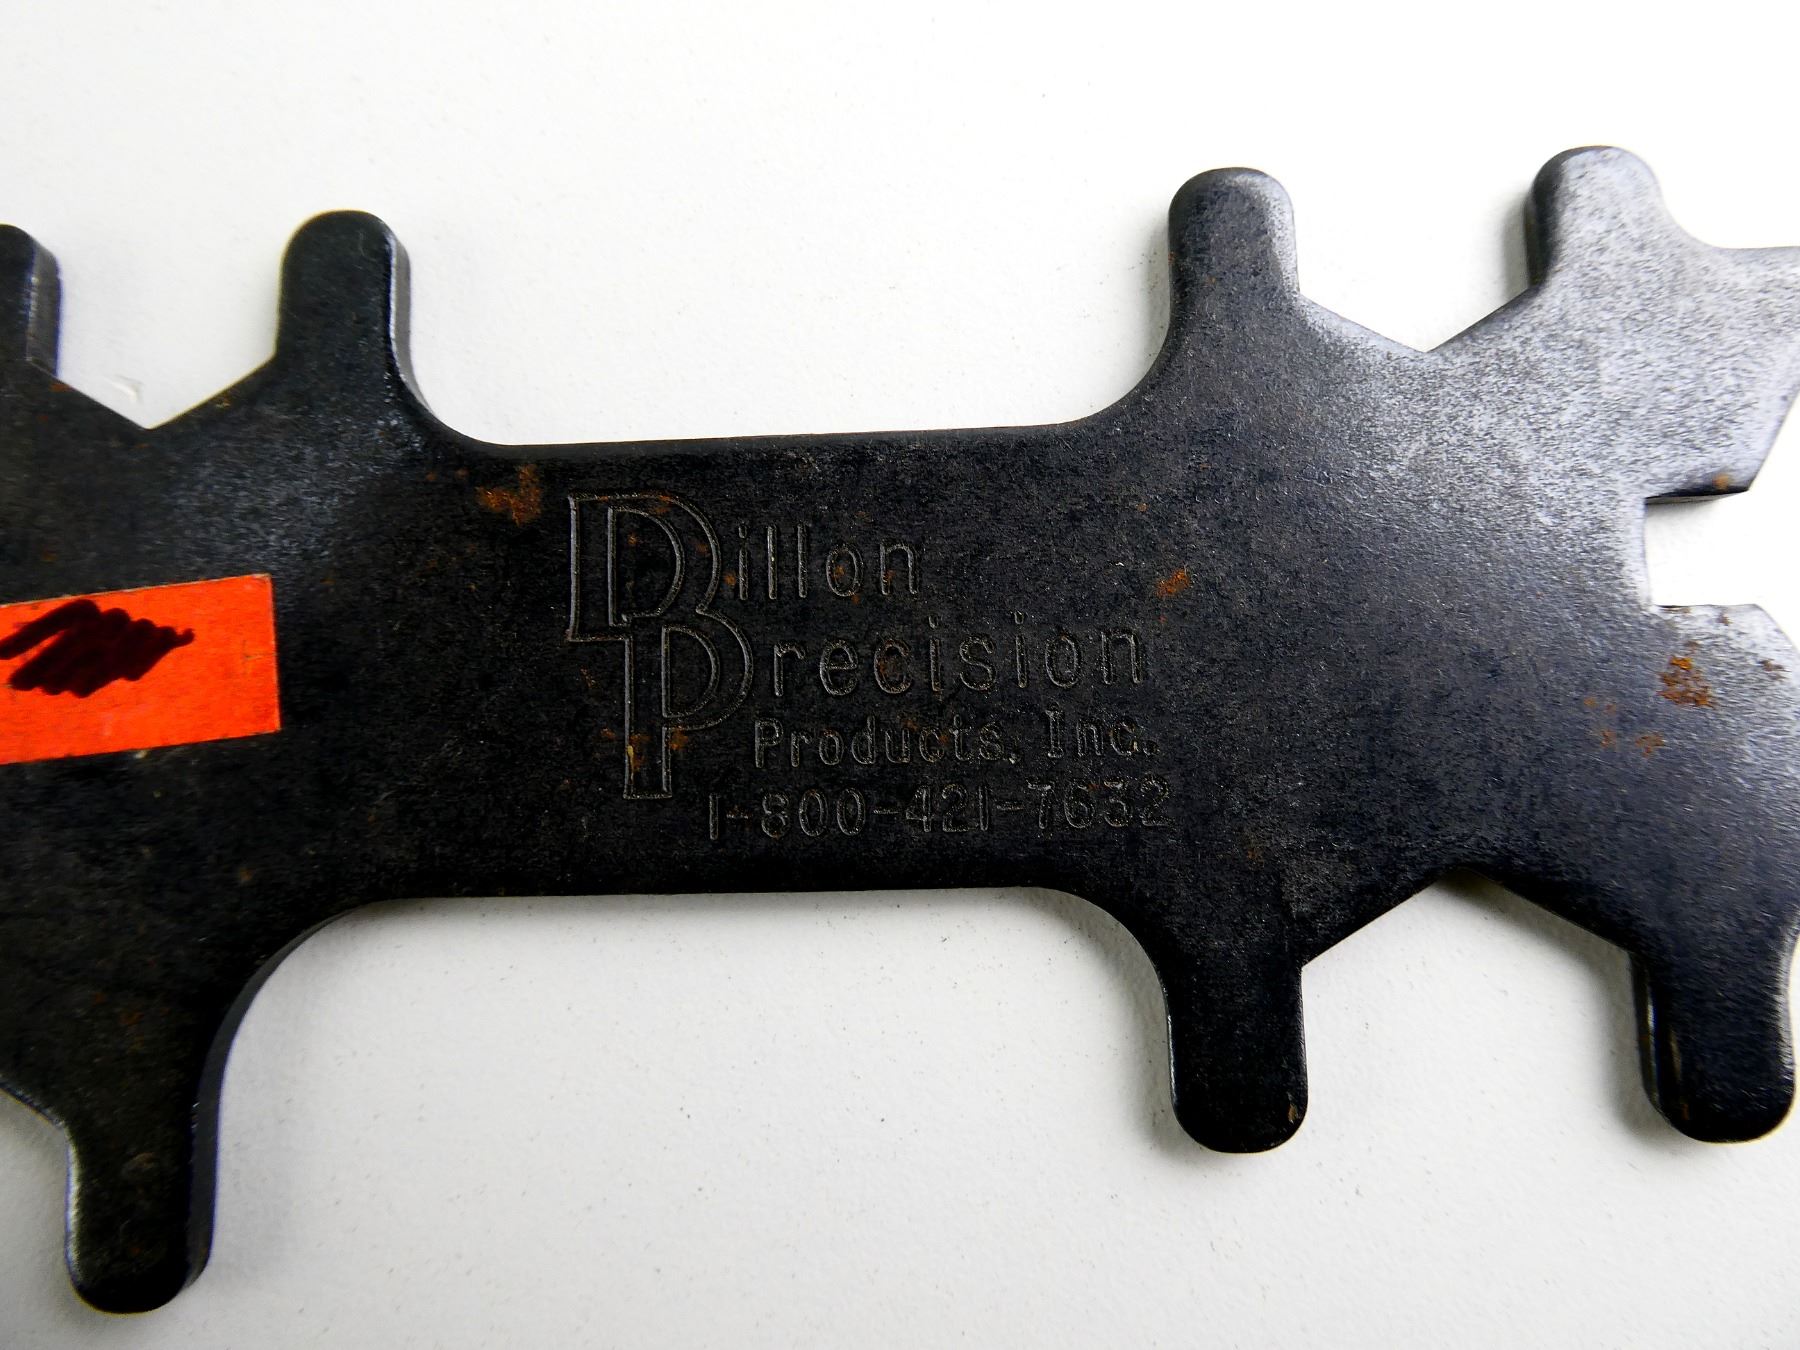 Dillon
Precision
Products, Inc.
1-800-421-7632